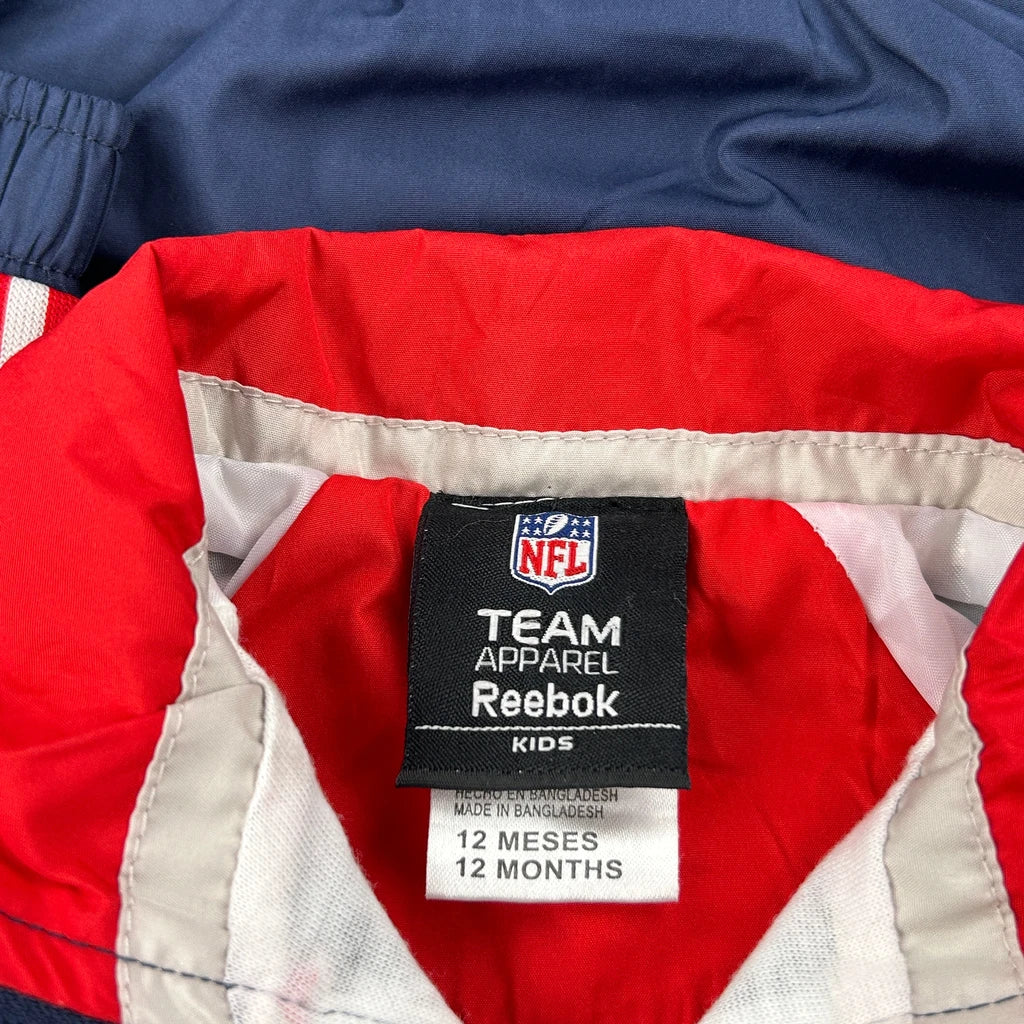 NFL
TEAM
APPAREL
Reebok
KIDS
HECHO EN BANGLADESH
MADE IN BANGLADESH
12 MESES
12 MONTHS